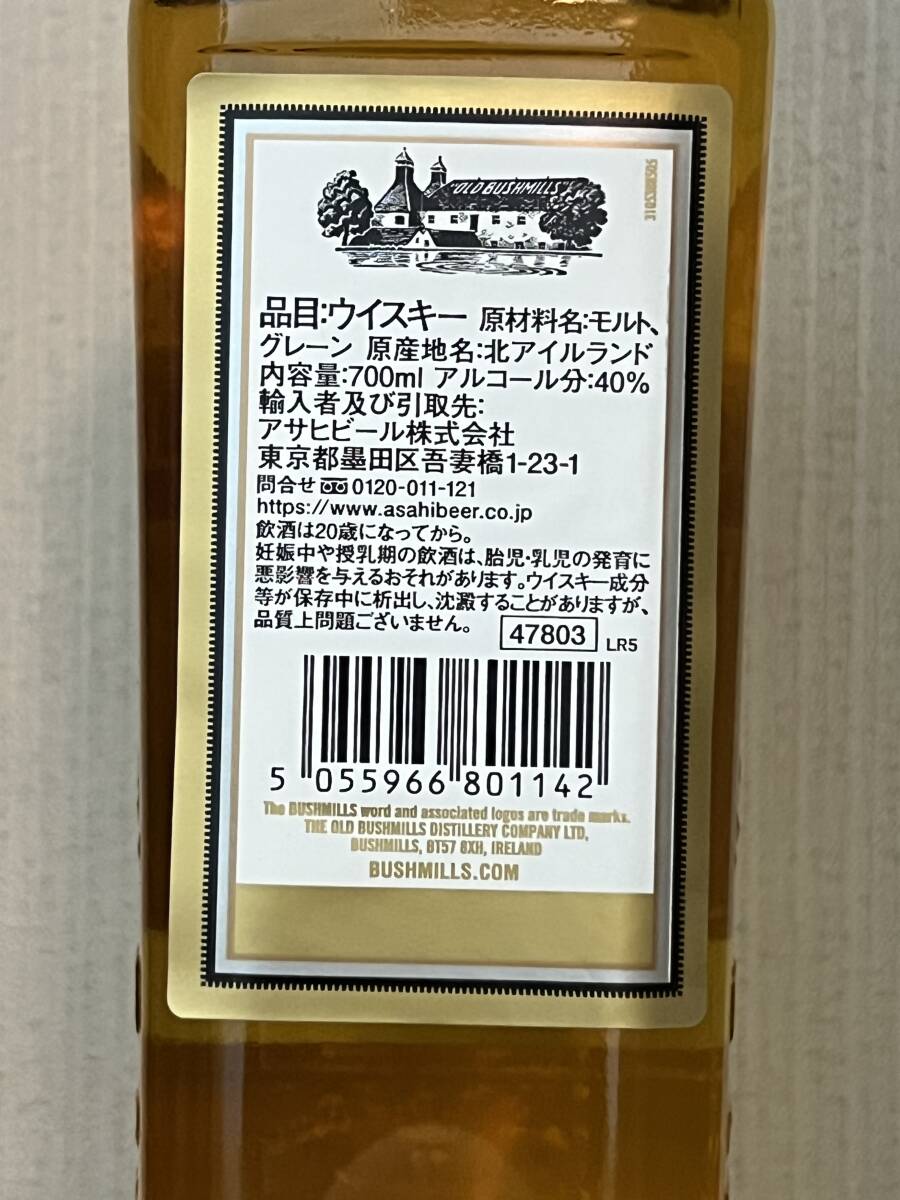 "OLD BUSHMILLS"
品目:ウイスキー 原材料名:モルト、
グレーン 原産地名:北アイルランド
内容量:700ml アルコール分:40%
輸入者及び引取先:
アサヒビール株式会社
東京都墨田区吾妻橋1-23-1
問合せ 0120-011-121
https://www.asahibeer.co.jp
飲酒は20歳になってから。
妊娠中や授乳期の飲酒は、胎児・乳児の発育に
悪影響を与えるおそれがあります。ウイスキー成分
等が保存中に析出し、沈澱することがありますが、
品質上問題ございません。 47803 LR5
5 055966 801142
The BUSHMILLS word and associated logos are trade marks.
THE OLD BUSHMILLS DISTILLERY COMPANY LTD,
BUSHMILLS, BT57 8XH, IRELAND
BUSHMILLS.COM